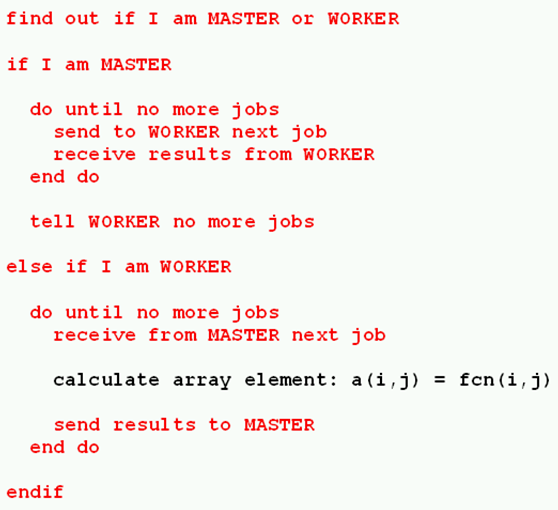 find out if I am MASTER or WORKER
if I am MASTER
do until no more jobs
send to WORKER next job
receive results from WORKER
end do
tell WORKER no more jobs
else if I am WORKER
do until no more jobs
receive from MASTER next job
calculate array element: a(i,j) = fcn(i,j)
send results to MASTER
end do
endif